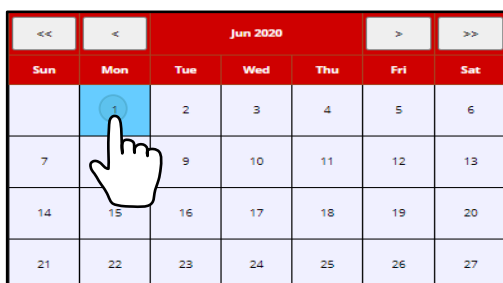 << < Jun 2020 > >>
Sun Mon Tue Wed Thu Fri Sat
1 2 3 4 5 6
7 9 10 11 12 13
14 15 16 17 18 19 20
21 22 23 24 25 26 27